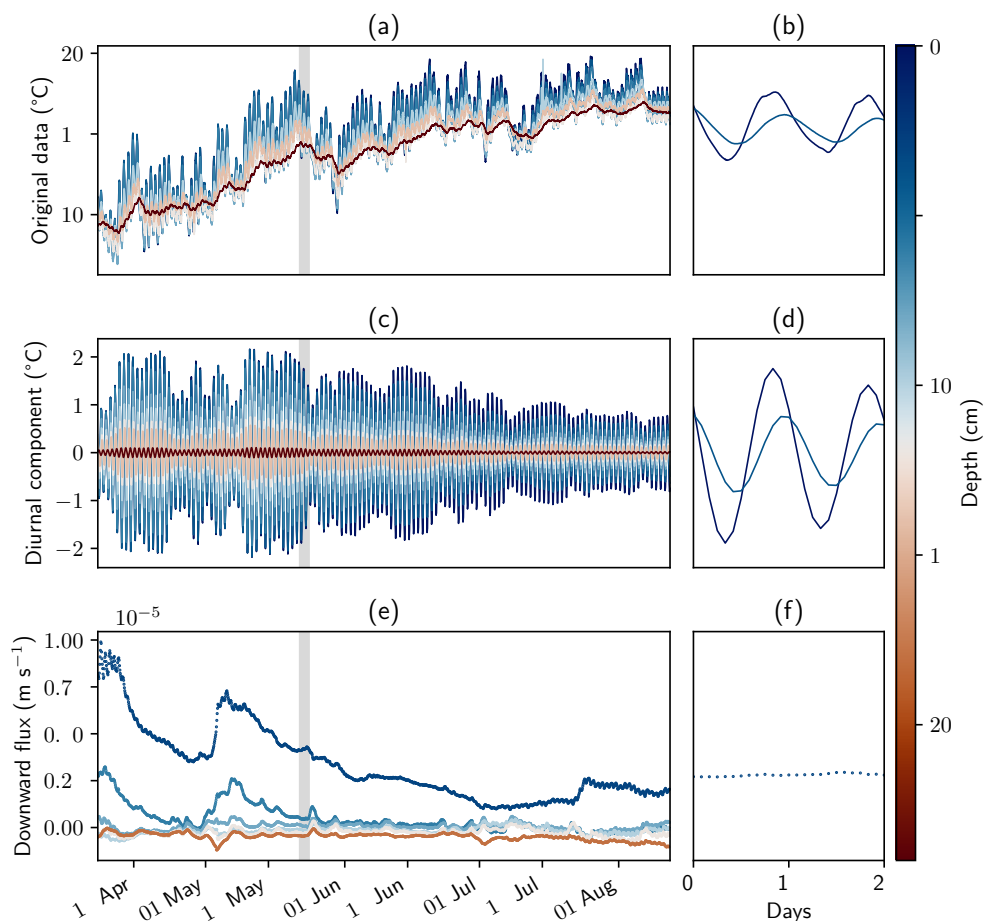 (a)
(b)
Original data (°C)
20
1
10
0
10
1
20
Depth (cm)
(c)
(d)
Diurnal component (°C)
2
1
0
−1
−2
(e)
(f)
10⁻⁵
Downward flux (m s⁻¹)
1.00
0.7
0. 0
0.2
0.00
1 Apr
01 May
1 May
01 Jun
1 Jun
01 Jul
1 Jul
01 Aug
0
1
2
Days